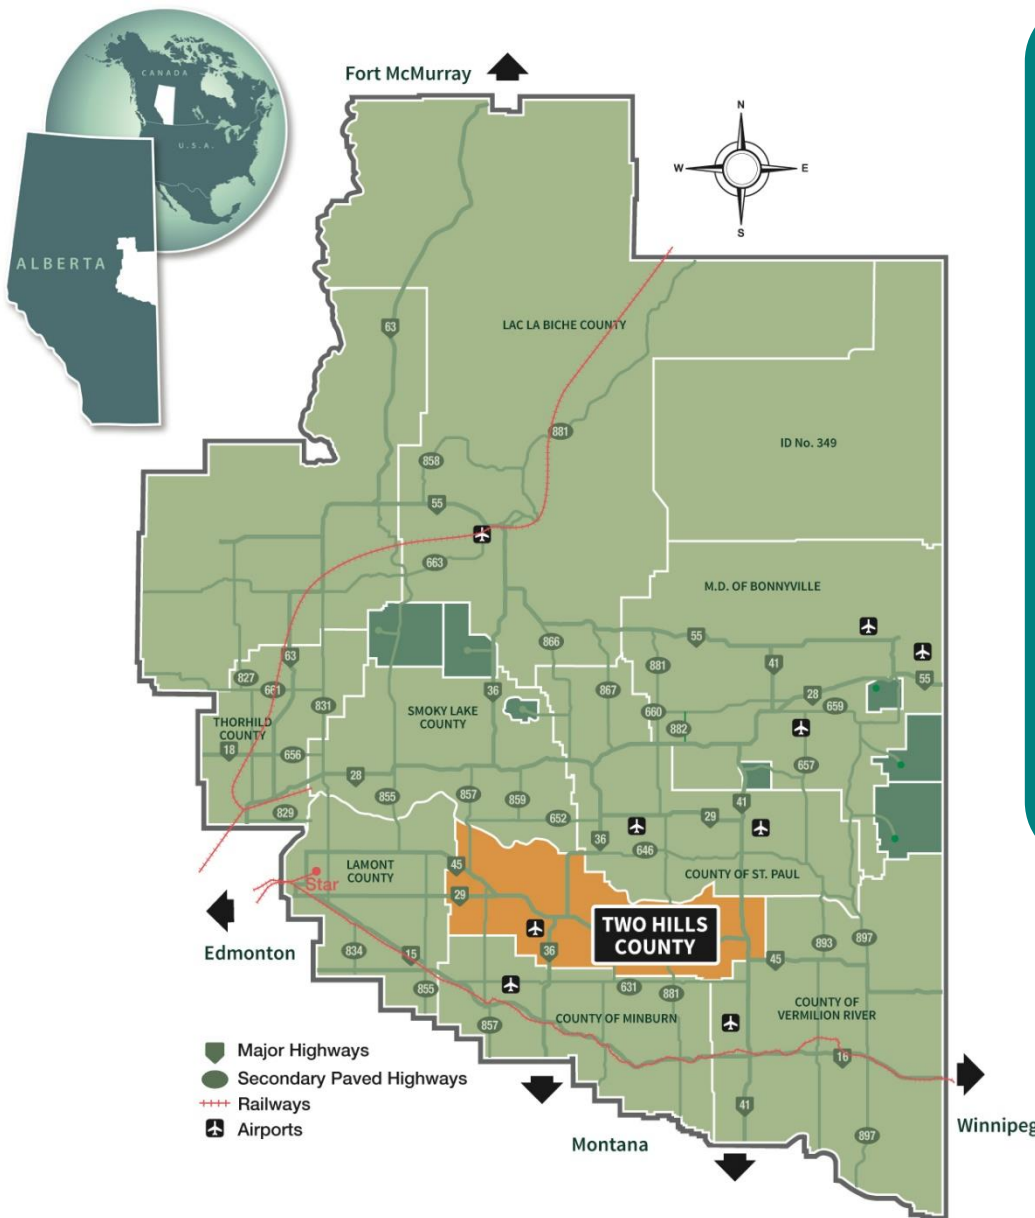 Fort McMurray
CANADA
U.S.A.
ALBERTA
N
W
E
S
63
LAC LA BICHE COUNTY
881
ID No. 349
858
55
663
M.D. OF BONNYVILLE
866
55
881
41
63
827
661
831
36
867
28
55
659
660
882
SMOKY LAKE
COUNTY
THORHILD
COUNTY
18
656
657
28
855
857
859
41
829
652
29
36
646
45
LAMONT
COUNTY
Star
29
COUNTY OF ST. PAUL
TWO HILLS
COUNTY
Edmonton
834
15
36
45
893
897
855
631
881
857
COUNTY OF MINBURN
COUNTY OF
VERMILION RIVER
16
41
897
Major Highways
Secondary Paved Highways
Railways
Airports
Montana
Winnipeg